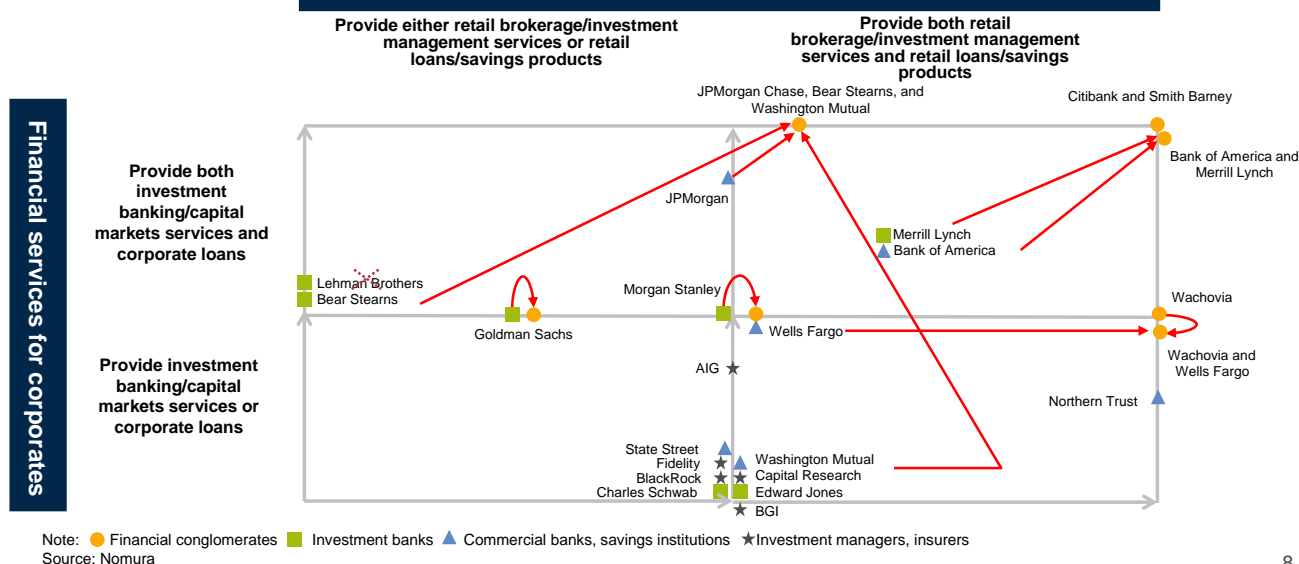 Provide either retail brokerage/investment
management services or retail
loans/savings products
Provide both retail
brokerage/investment management
services and retail loans/savings
products
Financial services for corporates
JPMorgan Chase, Bear Stearns, and
Washington Mutual
Citibank and Smith Barney
Bank of America and
Merrill Lynch
Provide both
investment
banking/capital
markets services and
corporate loans
JPMorgan
Merrill Lynch
Bank of America
Lehman Brothers
Bear Stearns
Morgan Stanley
Wachovia
Goldman Sachs
Wells Fargo
Wachovia and
Wells Fargo
Provide investment
banking/capital
markets services or
corporate loans
AIG
Northern Trust
State Street
Fidelity
BlackRock
Charles Schwab
Washington Mutual
Capital Research
Edward Jones
BGI
Note: Financial conglomerates Investment banks Commercial banks, savings institutions Investment managers, insurers
Source: Nomura
8